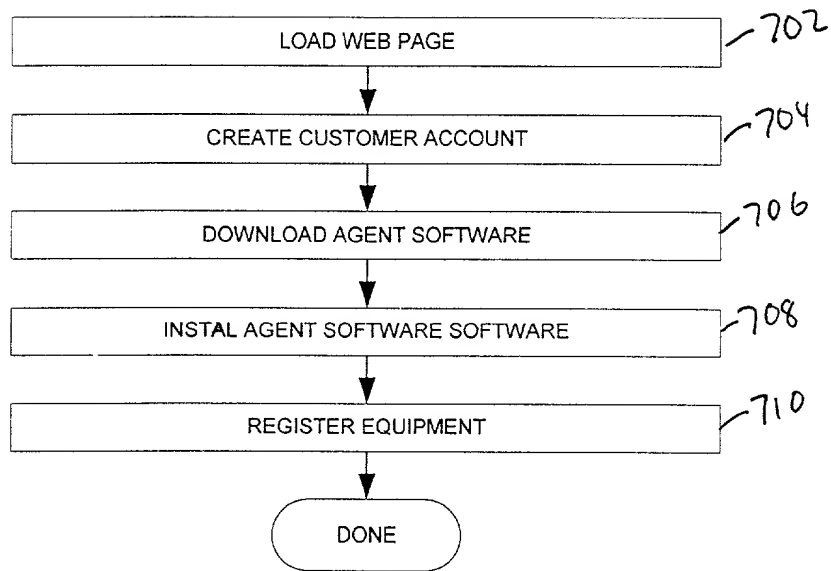 LOAD WEB PAGE 702
CREATE CUSTOMER ACCOUNT 704
DOWNLOAD AGENT SOFTWARE 706
INSTAL AGENT SOFTWARE SOFTWARE 708
REGISTER EQUIPMENT 710
DONE